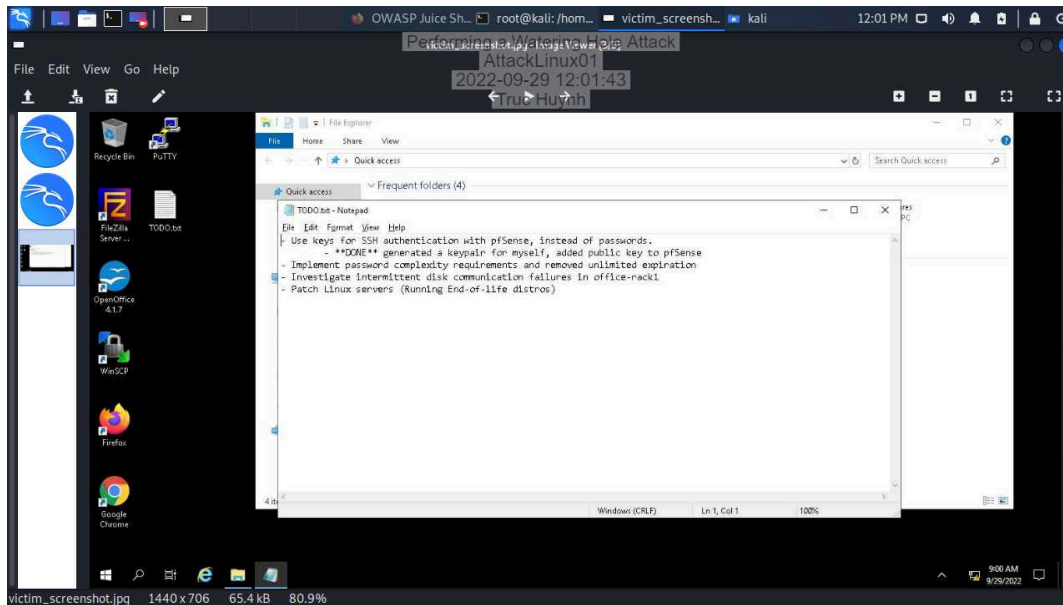 OWASP Juice Sh... root@kali: /hom... victim_screensh... kali 12:01 PM
Performing a Watering Hole Attack
AttackLinux01
2022-09-29 12:01:43
Truc Huynh
File Edit View Go Help
Recycle Bin PuTTY
File Explorer
File Home Share View
Quick access Search Quick access
Quick access Frequent folders (4)
TODO.txt - Notepad
File Edit Format View Help
- Use keys for SSH authentication with pfSense, instead of passwords.
- **DONE** generated a keypair for myself, added public key to pfSense
- Implement password complexity requirements and removed unlimited expiration
- Investigate intermittent disk communication failures in office-rack1
- Patch Linux servers (Running End-of-life distros)
FileZilla
Server ...
TODO.txt
OpenOffice
4.1.7
WinSCP
Firefox
Google
Chrome
Windows (CRLF) Ln 1, Col 1 100%
9:00 AM
9/29/2022
victim_screenshot.jpg 1440 x 706 65.4 kB 80.9%